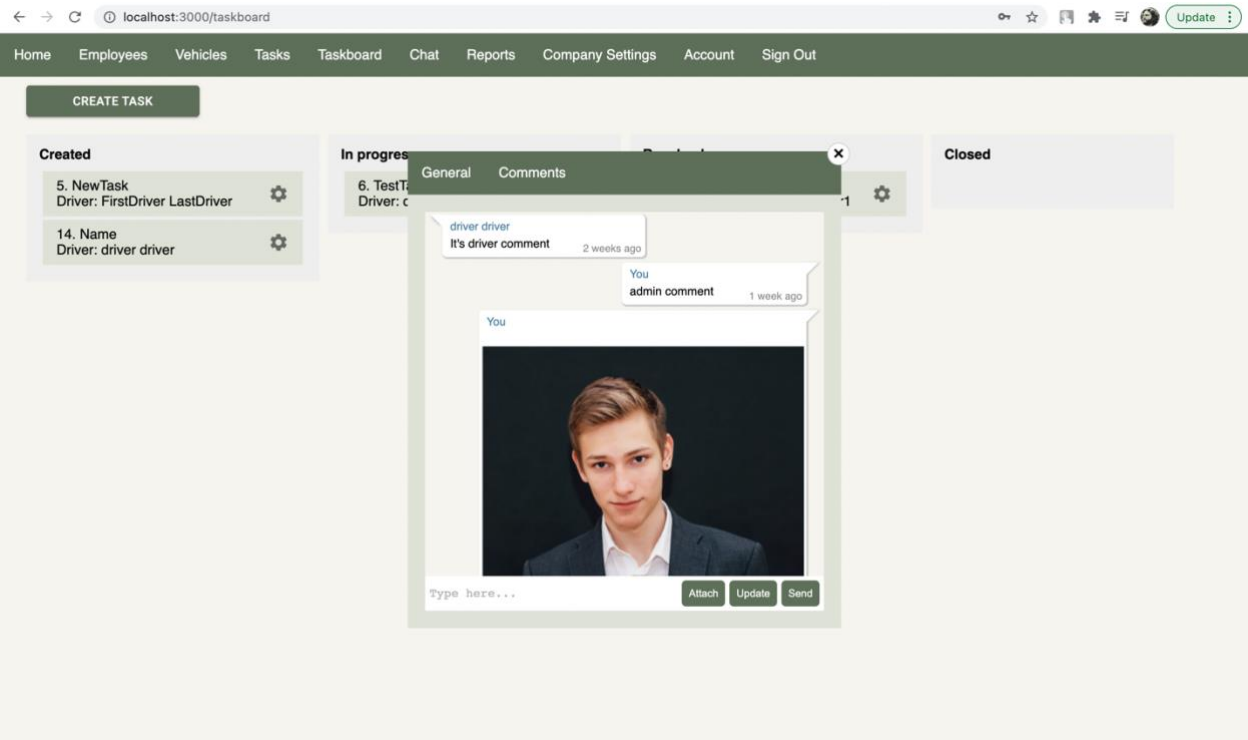 localhost:3000/taskboard
Update
Home Employees Vehicles Tasks Taskboard Chat Reports Company Settings Account Sign Out
CREATE TASK
Created
5. NewTask
Driver: FirstDriver LastDriver
14. Name
Driver: driver driver
In progres
6. TestT
Driver:
r1
Closed
General Comments
driver driver
It's driver comment
2 weeks ago
You
admin comment
1 week ago
You
Type here...
Attach Update Send